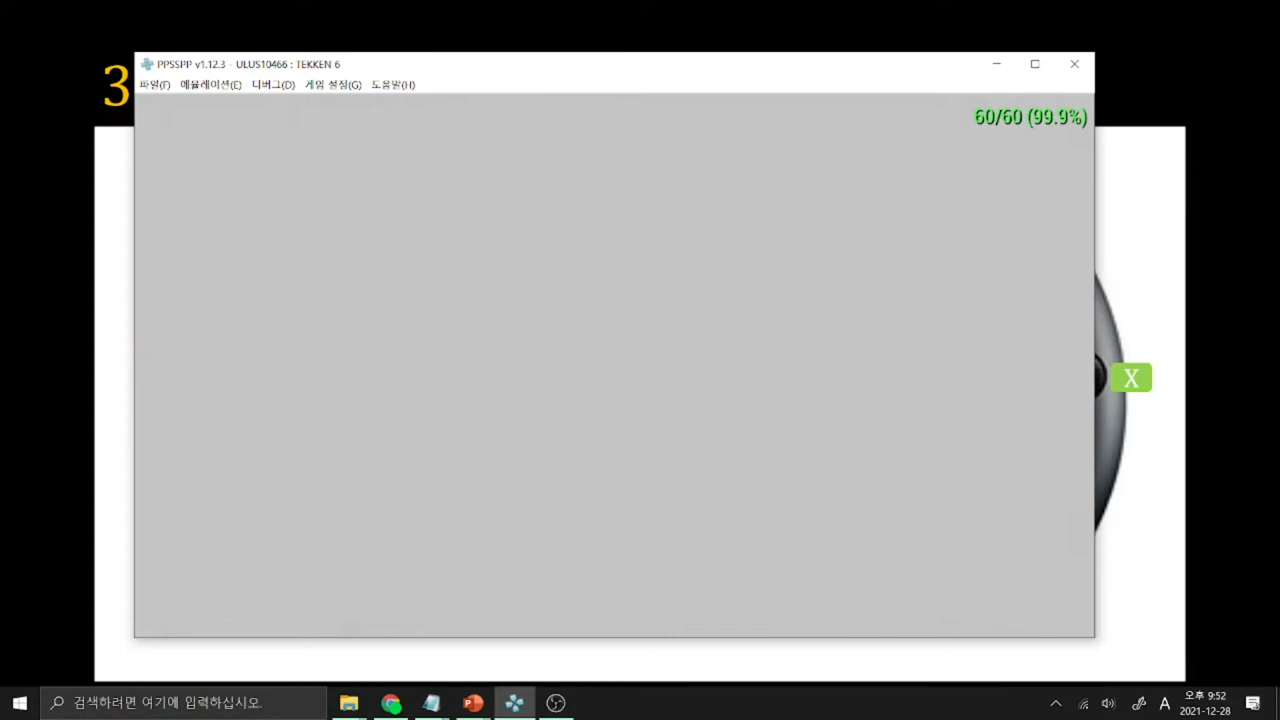 3
PPSSPP v1.12.3 - ULUS10466 : TEKKEN 6
파일(F) 에뮬레이션(E) 디버그(D) 게임 설정(G) 도움말(H)
60/60 (99.9%)
X
검색하려면 여기에 입력하십시오.
A
오후 9:52
2021-12-28